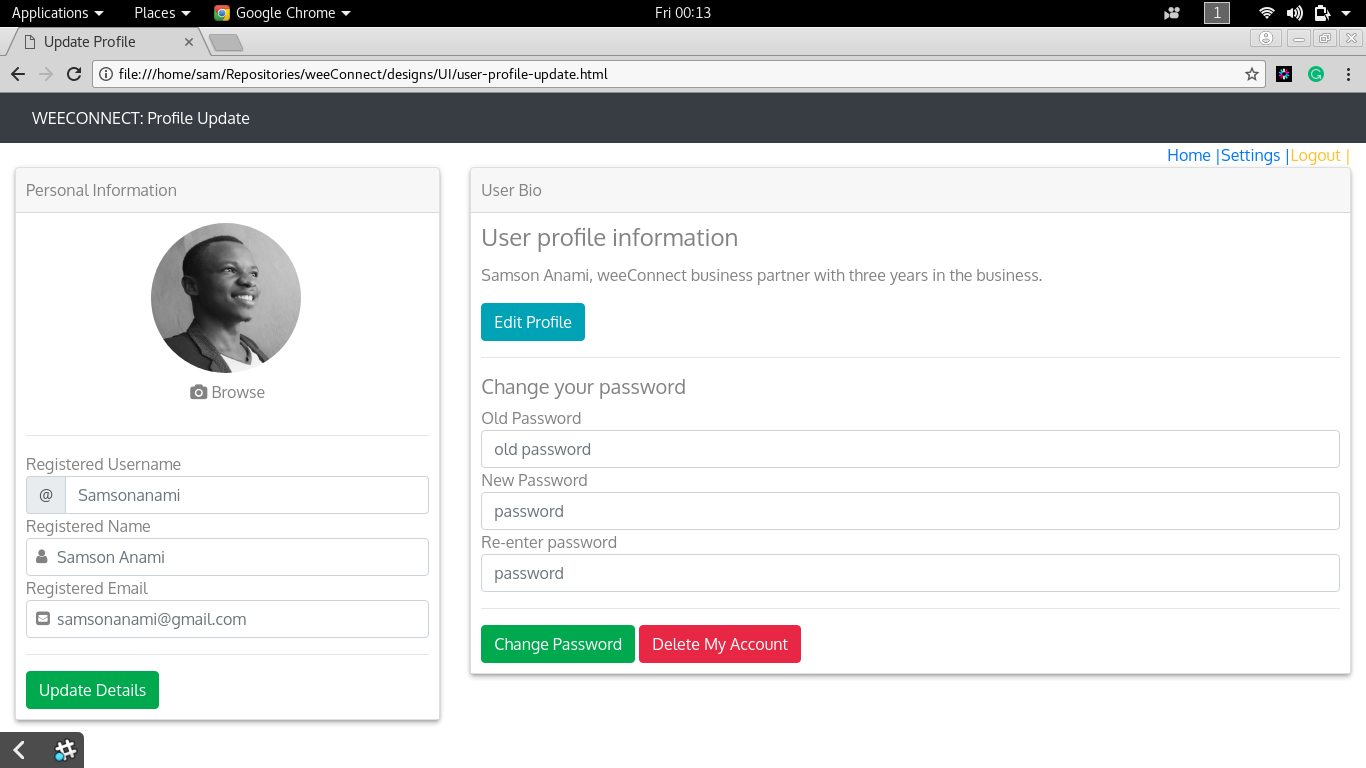 Applications Places Google Chrome Fri 00:13 1
Update Profile
file:///home/sam/Repositories/weeConnect/designs/UI/user-profile-update.html
WEECONNECT: Profile Update
Home |Settings |Logout |
Personal Information
Browse
Registered Username
@ Samsonanami
Registered Name
Samson Anami
Registered Email
samsonanami@gmail.com
Update Details
User Bio
User profile information
Samson Anami, weeConnect business partner with three years in the business.
Edit Profile
Change your password
Old Password
old password
New Password
password
Re-enter password
password
Change Password Delete My Account